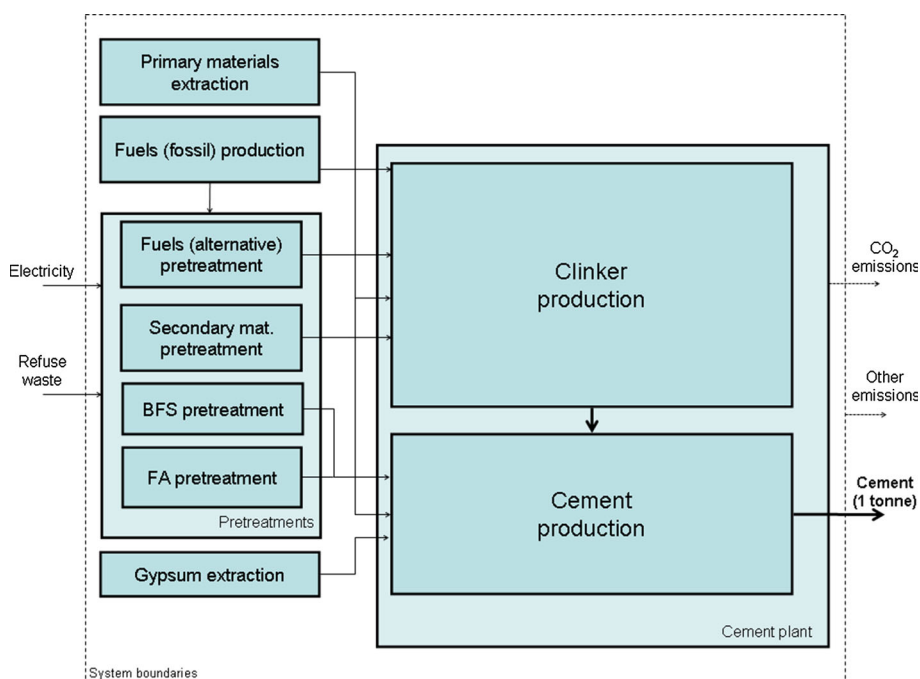 Primary materials
extraction
Fuels (fossil) production
Fuels (alternative)
pretreatment
Electricity
Secondary mat.
pretreatment
Refuse
waste
BFS pretreatment
FA pretreatment
Pretreatments
Gypsum extraction
Clinker
production
Cement
production
Cement plant
CO₂
emissions
Other
emissions
Cement
(1 tonne)
System boundaries